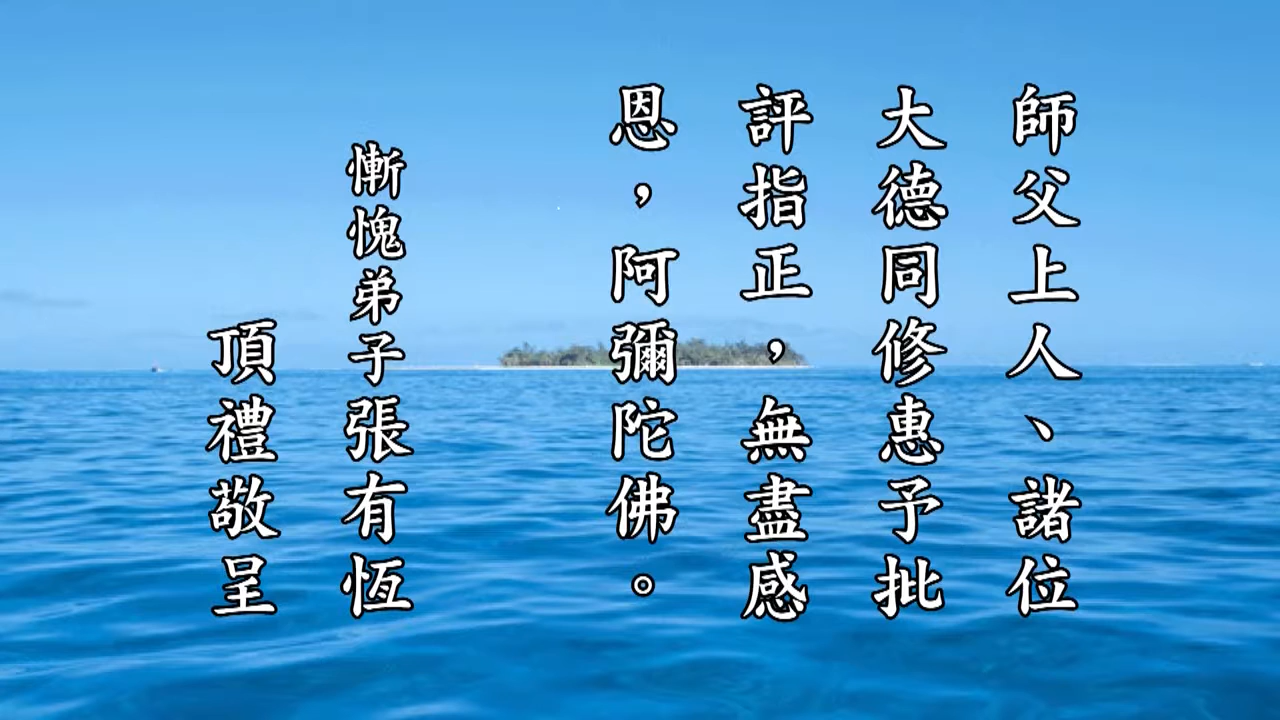 師父上人、諸位
大德同修惠予批
評指正，無盡感
恩，阿彌陀佛。
慚愧弟子張有恆
頂禮敬呈